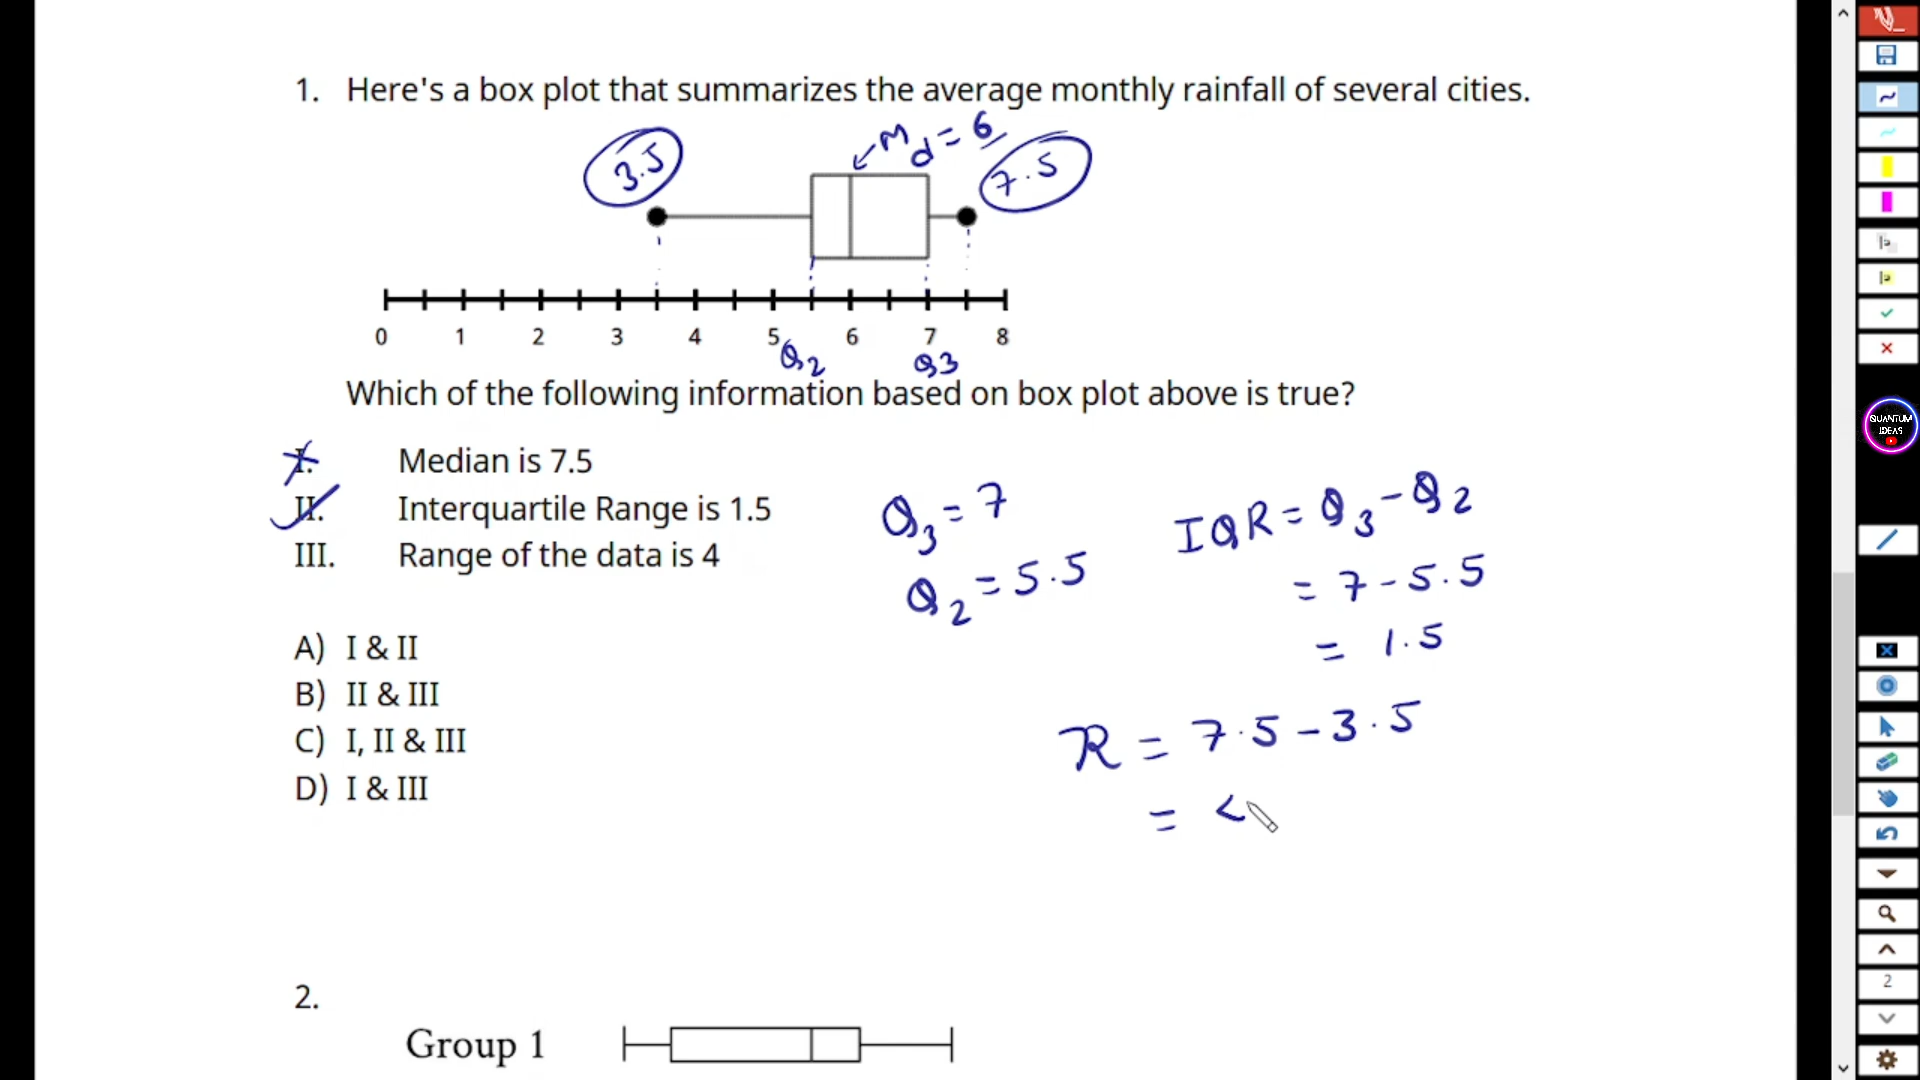 1. Here's a box plot that summarizes the average monthly rainfall of several cities.
3.5
Md = 6
7.5
0 1 2 3 4 5 6 7 8
Q2 Q3
Which of the following information based on box plot above is true?
I. Median is 7.5
II. Interquartile Range is 1.5
III. Range of the data is 4
Q3 = 7
Q2 = 5.5
IQR = Q3 - Q2
= 7 - 5.5
= 1.5
A) I & II
B) II & III
C) I, II & III
D) I & III
R = 7.5 - 3.5
=
2.
Group 1
QUANTUM
IDEAS
2